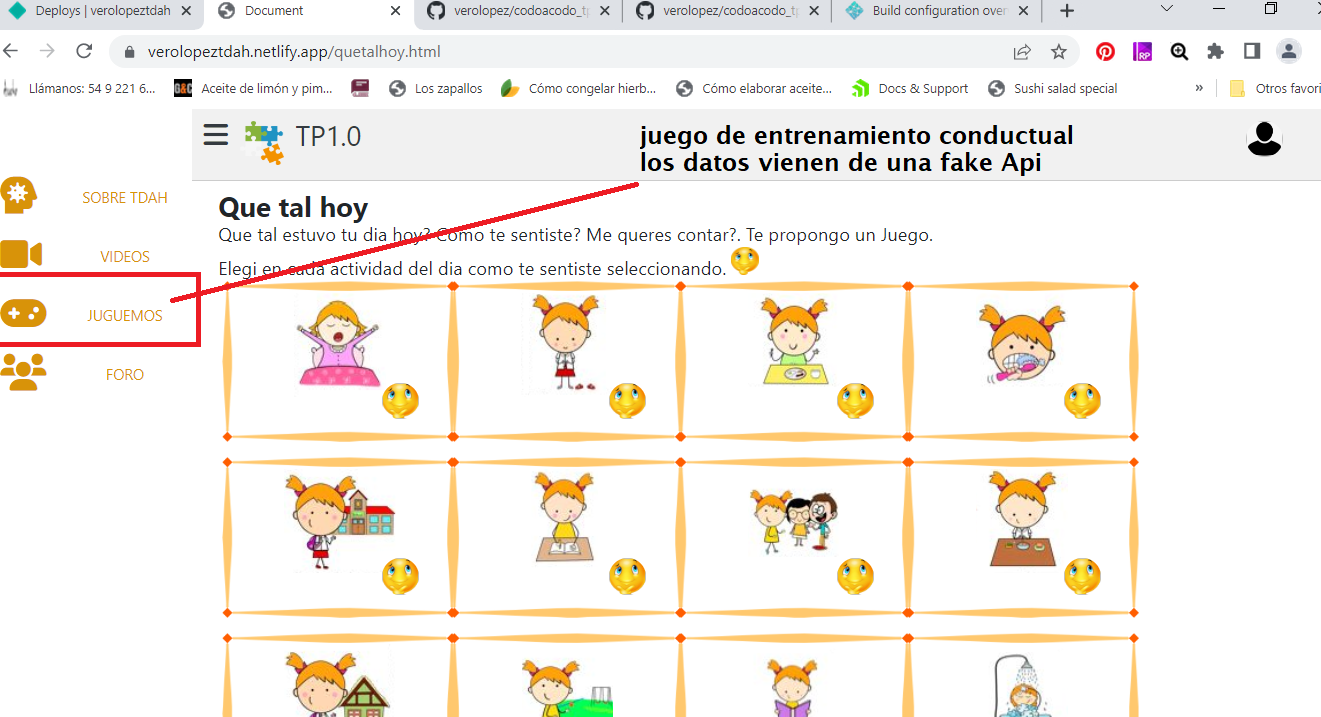 Deploys | verolopeztdah
Document
verolopez/codoacodo_tp
verolopez/codoacodo_tp
Build configuration over
verolopeztdah.netlify.app/quetalhoy.html
RP
Llámanos: 54 9 221 6...
G&C
Aceite de limón y pim...
Los zapallos
Cómo congelar hierb...
Cómo elaborar aceite...
Docs & Support
Sushi salad special
»
Otros favori
TP1.0
juego de entrenamiento conductual
los datos vienen de una fake Api
SOBRE TDAH
VIDEOS
JUGUEMOS
FORO
Que tal hoy
Que tal estuvo tu dia hoy? Como te sentiste? Me queres contar?. Te propongo un Juego.
Elegi en cada actividad del dia como te sentiste seleccionando.